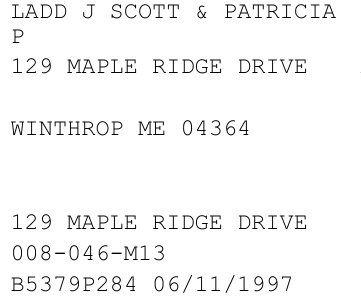 LADD J SCOTT & PATRICIA
P
129 MAPLE RIDGE DRIVE
WINTHROP ME 04364
129 MAPLE RIDGE DRIVE
008-046-M13
B5379P284 06/11/1997